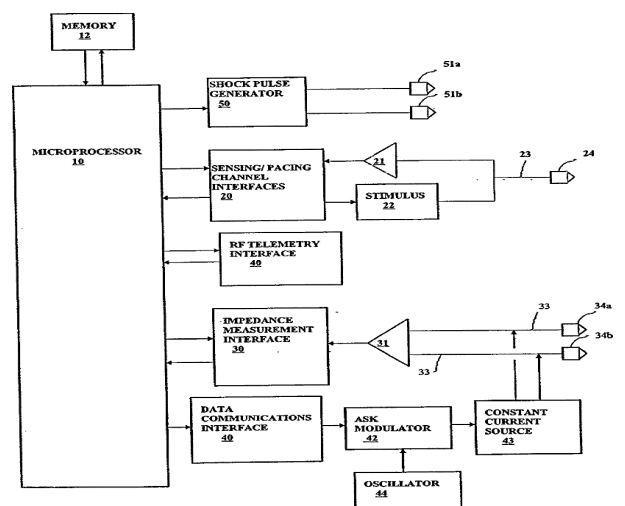 MEMORY
12
51a
SHOCK PULSE
GENERATOR
50
51b
MICROPROCESSOR
10
21
23
24
SENSING/ PACING
CHANNEL
INTERFACES
20
STIMULUS
22
RF TELEMETRY
INTERFACE
40
IMPEDANCE
MEASUREMENT
INTERFACE
30
31
33
34a
34b
33
DATA
COMMUNICATIONS
INTERFACE
40
ASK
MODULATOR
42
CONSTANT
CURRENT
SOURCE
43
OSCILLATOR
44